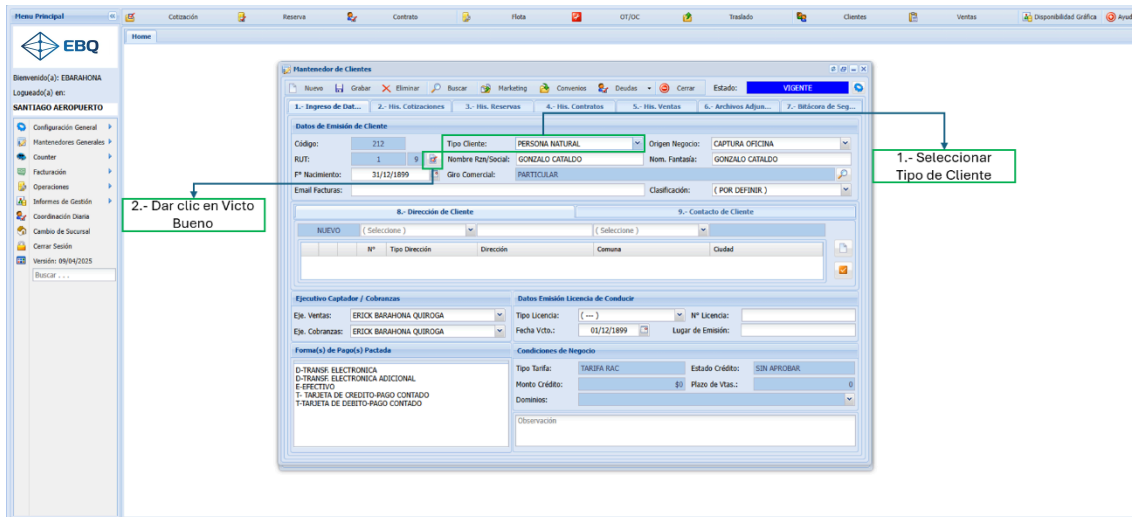 Menu Principal
Cotización
Reserva
Contrato
Flota
OT/OC
Traslado
Clientes
Ventas
Disponibilidad Gráfica
Ayud
Home
EBQ
Bienvenido(a): EBARAHONA
Logueado(a) en:
SANTIAGO AEROPUERTO
Configuración General
Mantenedores Generales
Counter
Facturación
Operaciones
Informes de Gestión
Coordinación Diaria
Cambio de Sucursal
Cerrar Sesión
Versión: 09/04/2025
Buscar . . .
Mantenedor de Clientes
Nuevo Grabar Eliminar Buscar Marketing Convenios Deudas Cerrar Estado: VIGENTE
1.- Ingreso de Dat... 2.- His. Cotizaciones 3.- His. Reservas 4.- His. Contratos 5.- His. Ventas 6.- Archivos Adjun... 7.- Bitácora de Seg...
Datos de Emisión de Cliente
Código: 212 Tipo Cliente: PERSONA NATURAL Origen Negocio: CAPTURA OFICINA
RUT: 1 9 Nombre Rzn/Social: GONZALO CATALDO Nom. Fantasía: GONZALO CATALDO
Fº Nacimiento: 31/12/1899 Giro Comercial: PARTICULAR
Email Facturas: Clasificación: ( POR DEFINIR )
8.- Dirección de Cliente 9.- Contacto de Cliente
NUEVO ( Seleccione ) ( Seleccione )
Nº Tipo Dirección Dirección Comuna Ciudad
Ejecutivo Captador / Cobranzas
Eje. Ventas: ERICK BARAHONA QUIROGA
Eje. Cobranzas: ERICK BARAHONA QUIROGA
Datos Emisión Licencia de Conducir
Tipo Licencia: ( --- ) Nº Licencia:
Fecha Vcto.: 01/12/1899 Lugar de Emisión:
Forma(s) de Pago(s) Pactada
D-TRANSF. ELECTRONICA
D-TRANSF. ELECTRONICA ADICIONAL
E-EFECTIVO
T- TARJETA DE CREDITO-PAGO CONTADO
T-TARJETA DE DEBITO-PAGO CONTADO
Condiciones de Negocio
Tipo Tarifa: TARIFA RAC Estado Crédito: SIN APROBAR
Monto Crédito: $0 Plazo de Vtas.: 0
Dominios:
Observación
1.- Seleccionar
Tipo de Cliente
2.- Dar clic en Victo
Bueno